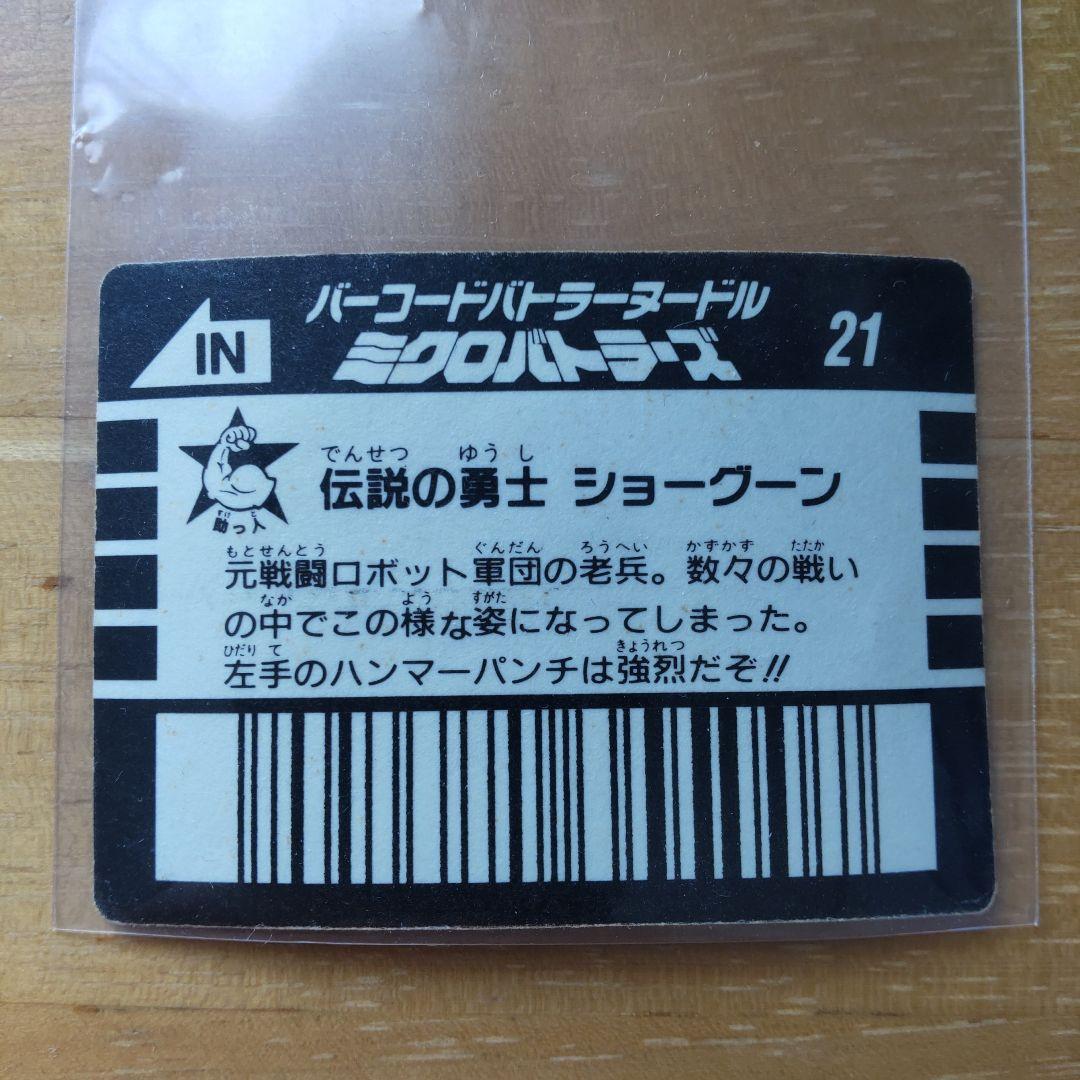 バーコードバトラーヌードル
IN
ミクロバトラーズ
21
でんせつ ゆうし
伝説の勇士 ショーグーン
すけ と
助っ人
もとせんとう ぐんだん ろうへい かずかず たたか
元戦闘ロボット軍団の老兵。数々の戦い
なか よう すがた
の中でこの様な姿になってしまった。
ひだり て きょうれつ
左手のハンマーパンチは強烈だぞ!!